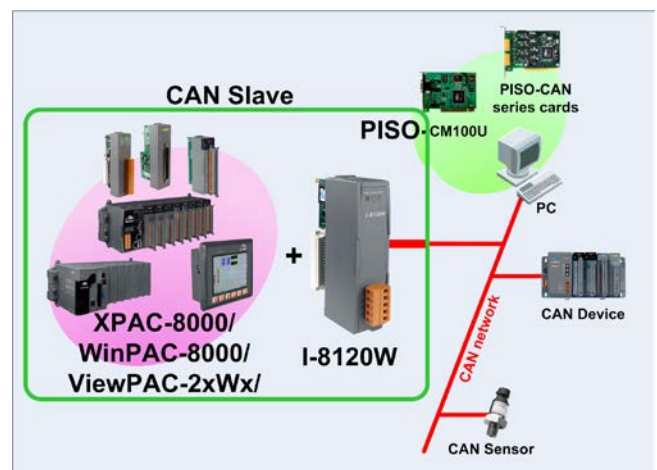 CAN Slave
PISO-CAN
series cards
PISO-CM100U
PC
I-8120W
+
XPAC-8000/
WinPAC-8000/
ViewPAC-2xWx/
I-8120W
CAN network
CAN Device
CAN Sensor